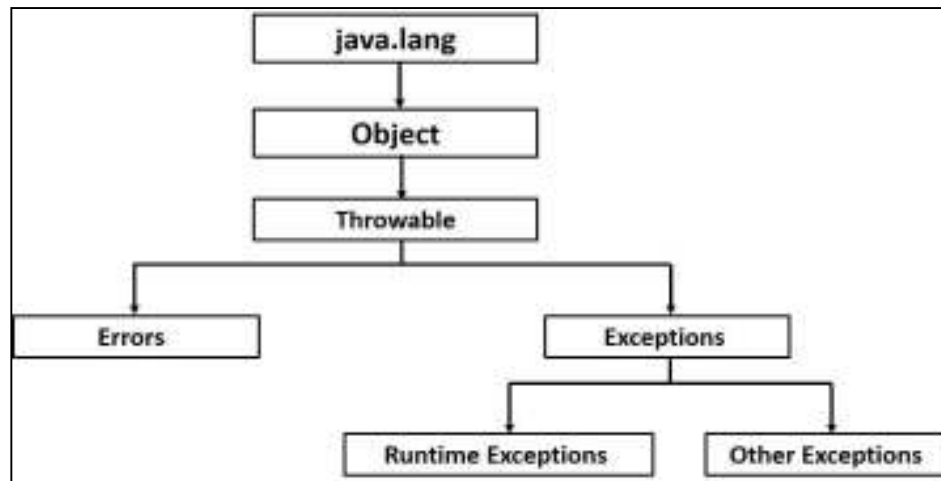 java.lang
Object
Throwable
Errors
Exceptions
Runtime Exceptions
Other Exceptions